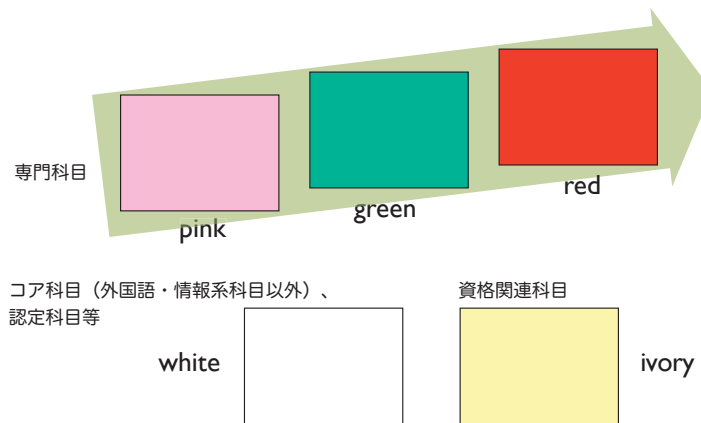 専門科目
pink
green
red
コア科目（外国語・情報系科目以外）、
認定科目等
資格関連科目
white
ivory